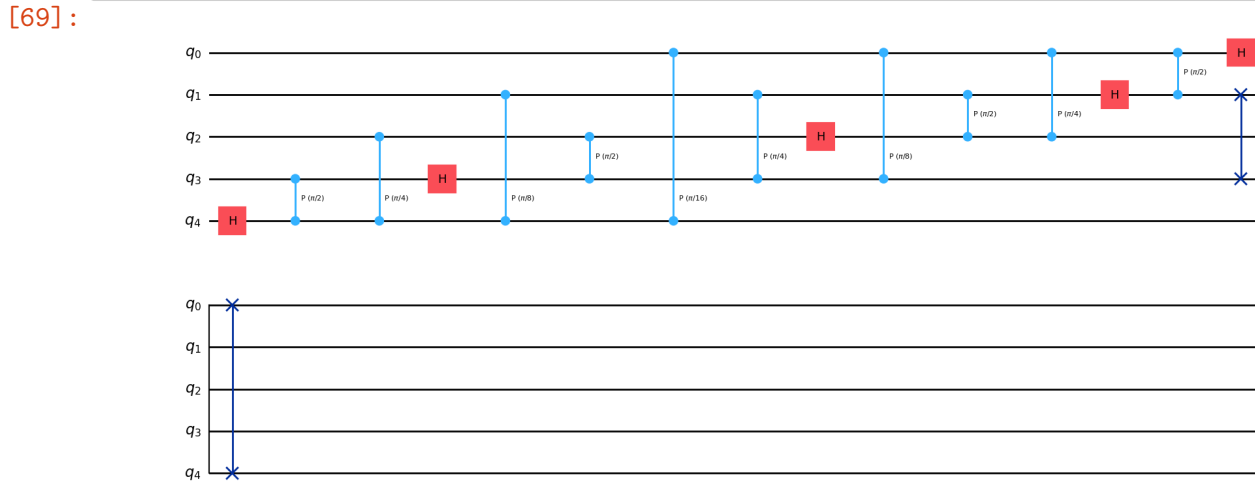 [69]:
q0 H
q1 H P (π/2)
q2 H P (π/2) P (π/4)
q3 H P (π/2) P (π/4) P (π/8)
q4 H P (π/2) P (π/4) P (π/8) P (π/16)
q0
q1
q2
q3
q4